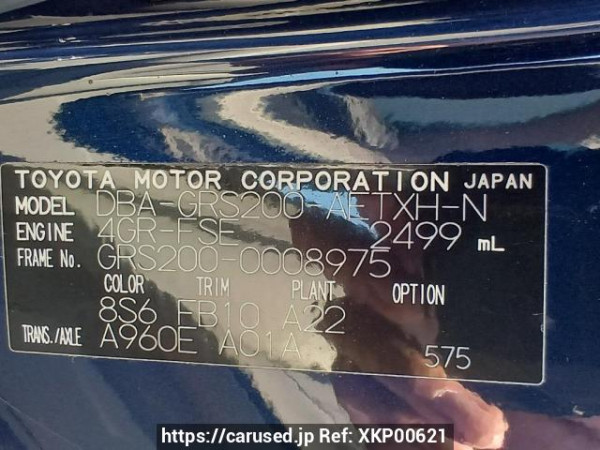 TOYOTA MOTOR CORPORATION JAPAN
MODEL DBA-GRS200-AETXH-N
ENGINE 4GR-FSE 2499 mL
FRAME No. GRS200-0008975
COLOR TRIM PLANT OPTION
8S6 FB10 A22
TRANS./AXLE A960E A01A 575
https://carused.jp Ref: XKP00621